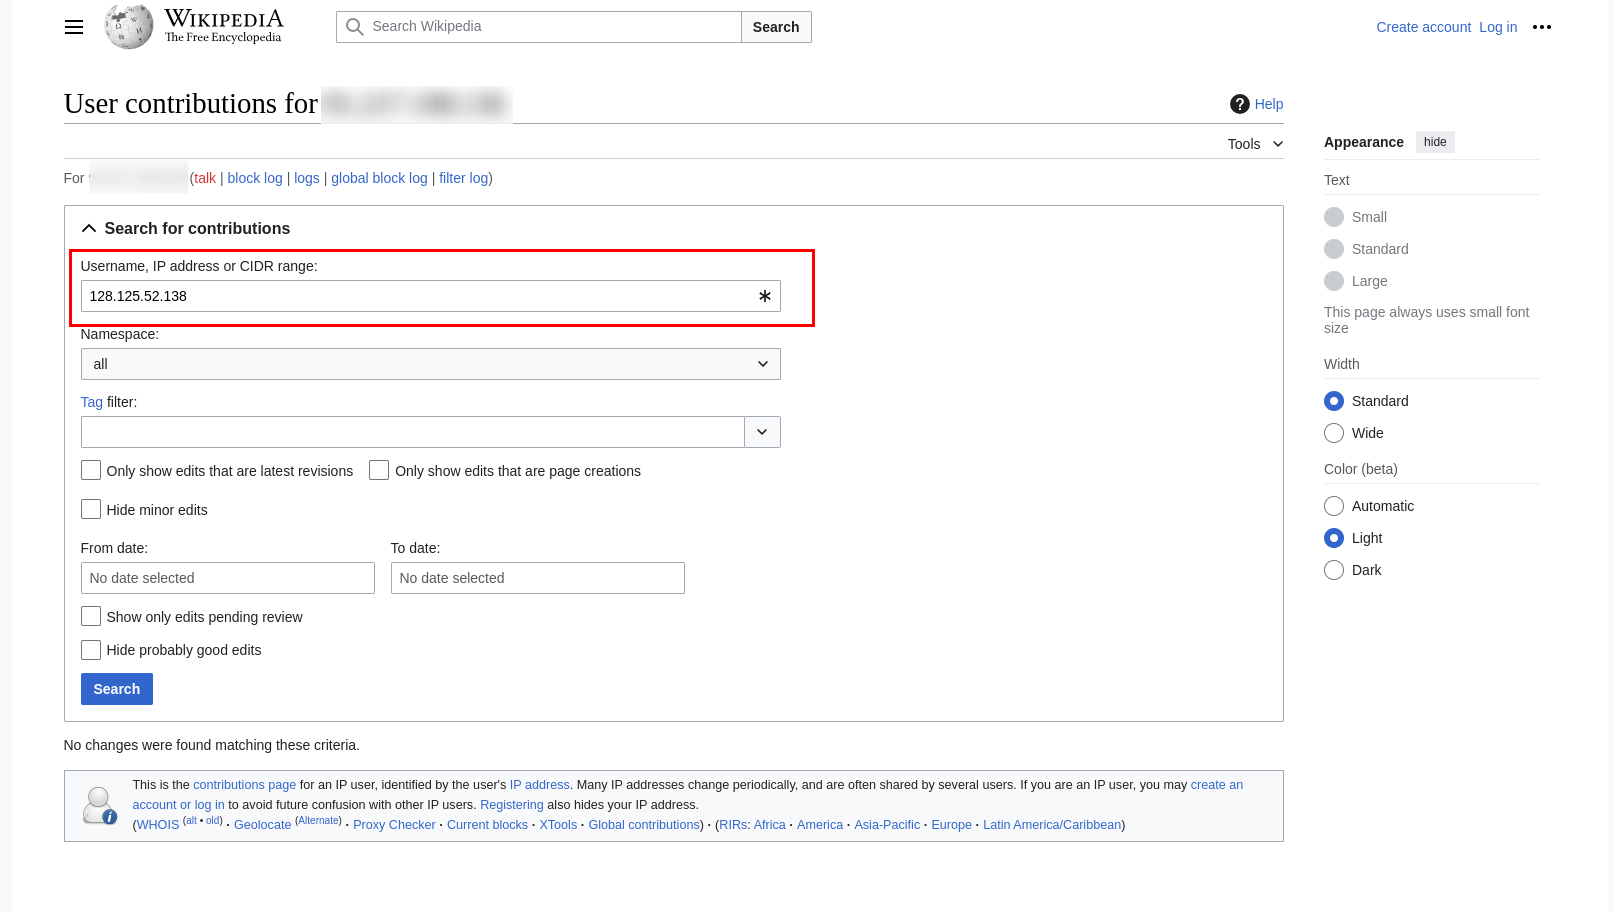 WIKIPEDIA
The Free Encyclopedia
Search Wikipedia
Search
Create account Log in
User contributions for
Help
Tools
For (talk | block log | logs | global block log | filter log)
Search for contributions
Username, IP address or CIDR range:
128.125.52.138
Namespace:
all
Tag filter:
Only show edits that are latest revisions Only show edits that are page creations
Hide minor edits
From date: To date:
No date selected No date selected
Show only edits pending review
Hide probably good edits
Search
No changes were found matching these criteria.
This is the contributions page for an IP user, identified by the user's IP address. Many IP addresses change periodically, and are often shared by several users. If you are an IP user, you may create an
account or log in to avoid future confusion with other IP users. Registering also hides your IP address.
(WHOIS (alt • old) · Geolocate (Alternate) · Proxy Checker · Current blocks · XTools · Global contributions) · (RIRs: Africa · America · Asia-Pacific · Europe · Latin America/Caribbean)
Appearance hide
Text
Small
Standard
Large
This page always uses small font
size
Width
Standard
Wide
Color (beta)
Automatic
Light
Dark